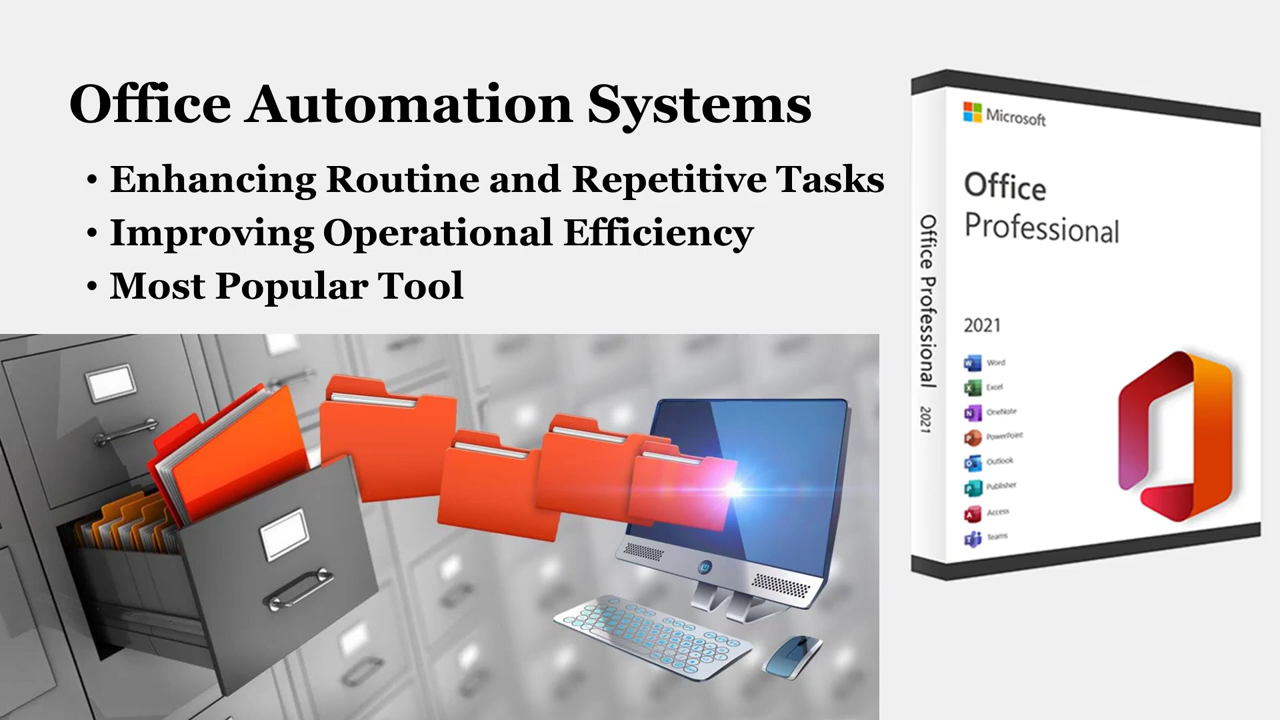 Office Automation Systems
• Enhancing Routine and Repetitive Tasks
• Improving Operational Efficiency
• Most Popular Tool
Microsoft
Office
Professional
2021
Word
Excel
OneNote
PowerPoint
Outlook
Publisher
Access
Teams
Office Professional 2021